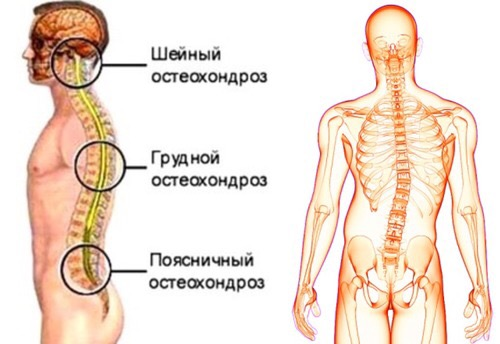 Шейный
остеохондроз
Грудной
остеохондроз
Поясничный
остеохондроз